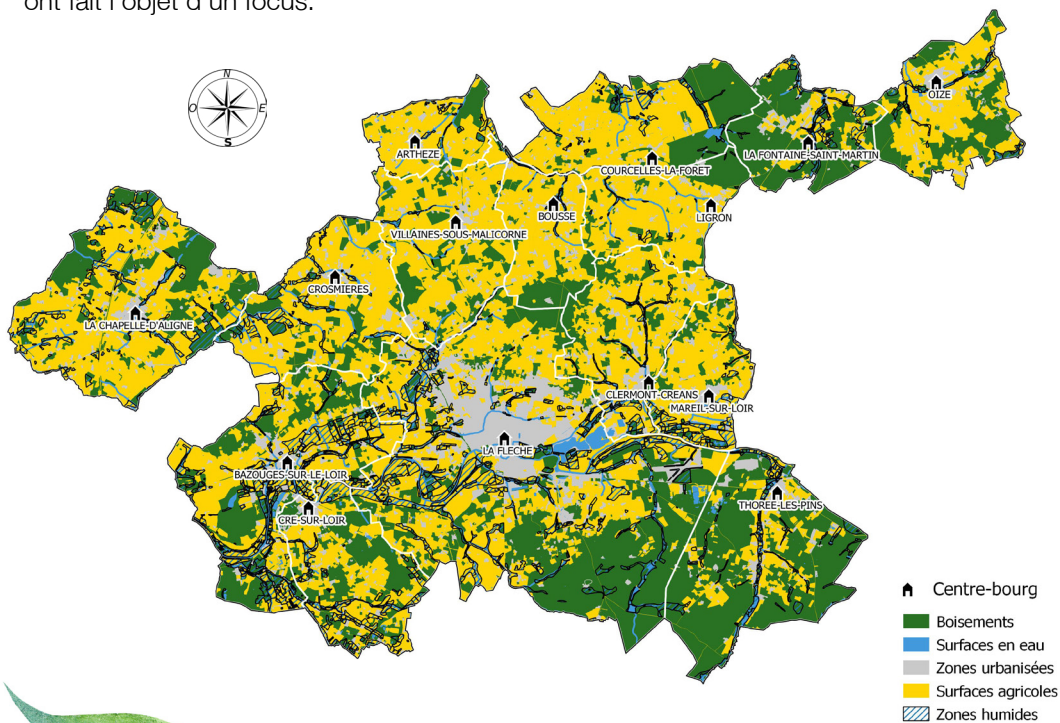 ont fait l'objet d'un focus.
N
O
E
S
OIZE
ARTHEZE
LA FONTAINE-SAINT-MARTIN
COURCELLES-LA-FORET
BOUSSE
LIGRON
VILLAINES-SOUS-MALICORNE
CROSMIERES
LA CHAPELLE-D'ALIGNE
CLERMONT-CREANS
MAREIL-SUR-LOIR
LA FLECHE
BAZOUGES-SUR-LE-LOIR
THOREE-LES-PINS
CRE-SUR-LOIR
Centre-bourg
Boisements
Surfaces en eau
Zones urbanisées
Surfaces agricoles
Zones humides